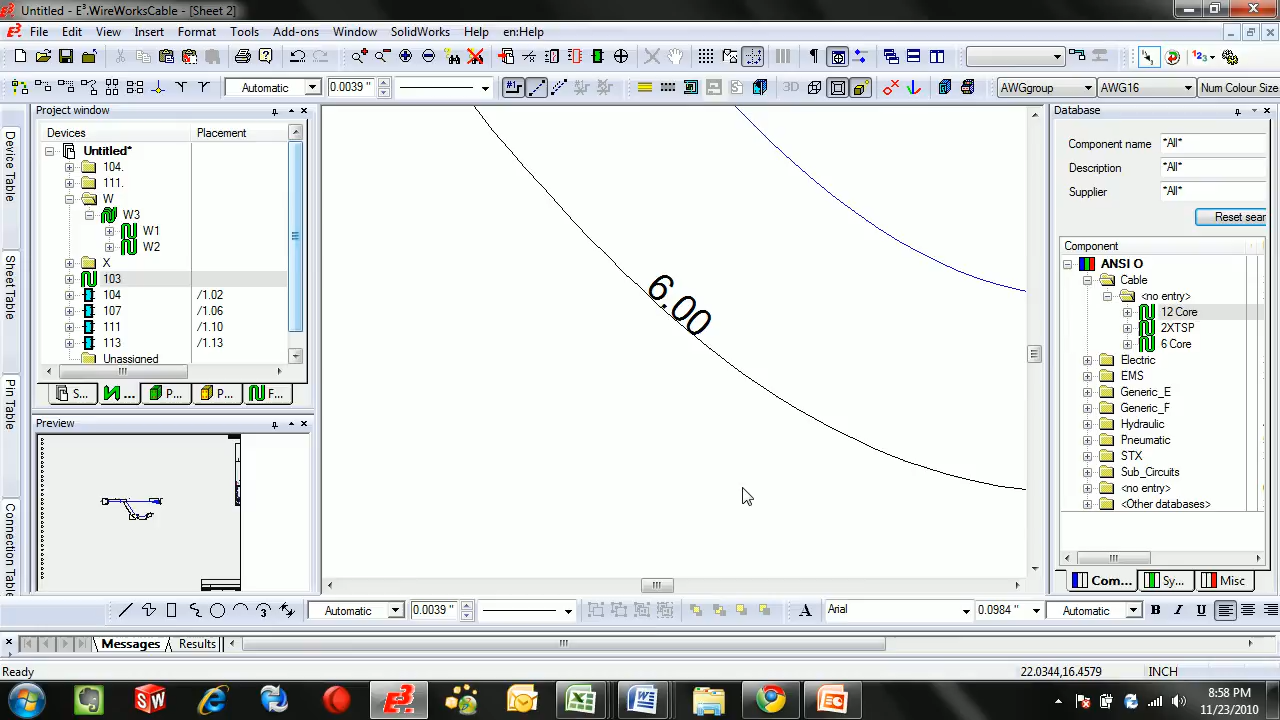 Untitled - E³.WireWorksCable - [Sheet 2]
File Edit View Insert Format Tools Add-ons Window SolidWorks Help en:Help
Automatic 0.0039 " AWGgroup AWG16 Num Colour Size
Project window
Devices Placement
Untitled*
104.
111.
W
W3
W1
W2
X
103
104 /1.02
107 /1.06
111 /1.10
113 /1.13
Unassigned
S... ... P... P... F...
Preview
Device Table
Sheet Table
Pin Table
Connection Table
6.00
Database
Component name *All*
Description *All*
Supplier *All*
Reset sear
Component
ANSI O
Cable
<no entry>
12 Core
2XTSP
6 Core
Electric
EMS
Generic_E
Generic_F
Hydraulic
Pneumatic
STX
Sub_Circuits
<no entry>
<Other databases>
Com... Sy... Misc
Automatic 0.0039 " A Arial 0.0984 " Automatic B I U
Messages Results
Ready 22.0344,16.4579 INCH
8:58 PM
11/23/2010